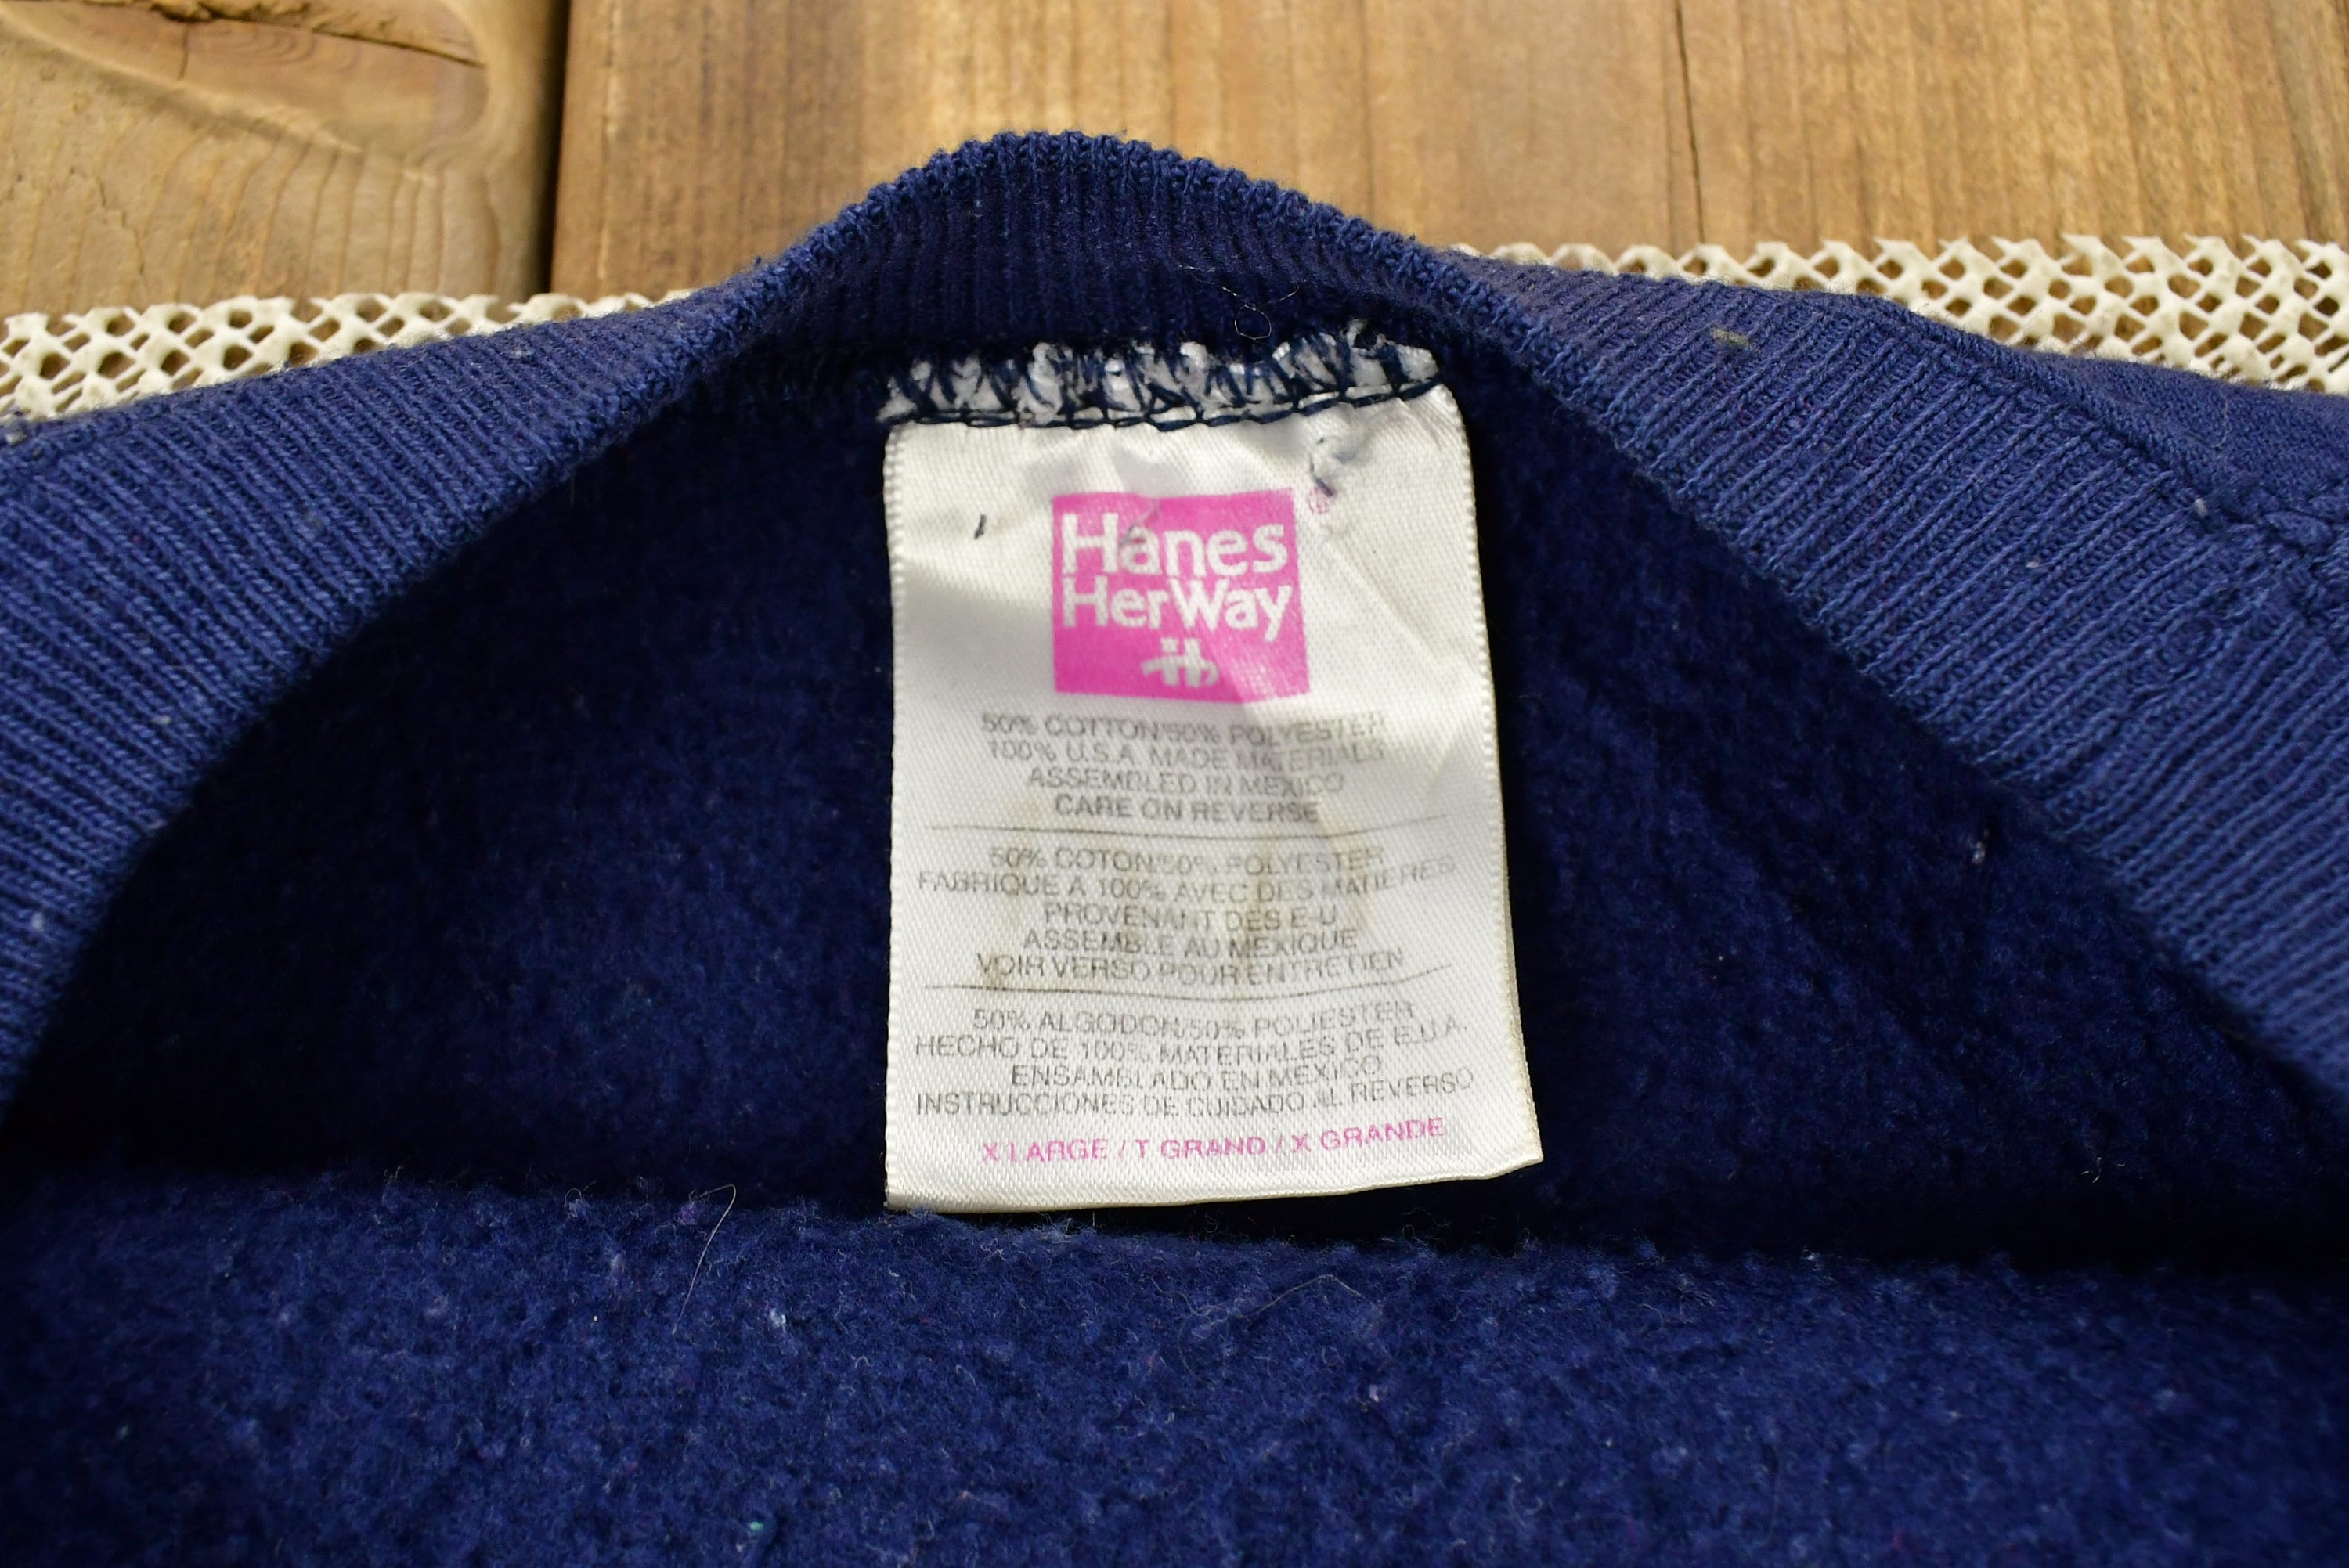 Hanes
HerWay
50% COTTON/50% POLYESTER
100% U.S.A. MADE MATERIALS
ASSEMBLED IN MEXICO
CARE ON REVERSE
50% COTON/50% POLYESTER
FABRIQUE A 100% AVEC DES MATIERES
PROVENANT DES E-U
ASSEMBLE AU MEXIQUE
VOIR VERSO POUR ENTRETIEN
50% ALGODON/50% POLIESTER
HECHO DE 100% MATERIALES DE E.U.A.
ENSAMBLADO EN MEXICO
INSTRUCCIONES DE CUIDADO AL REVERSO
X LARGE / T GRAND / X GRANDE